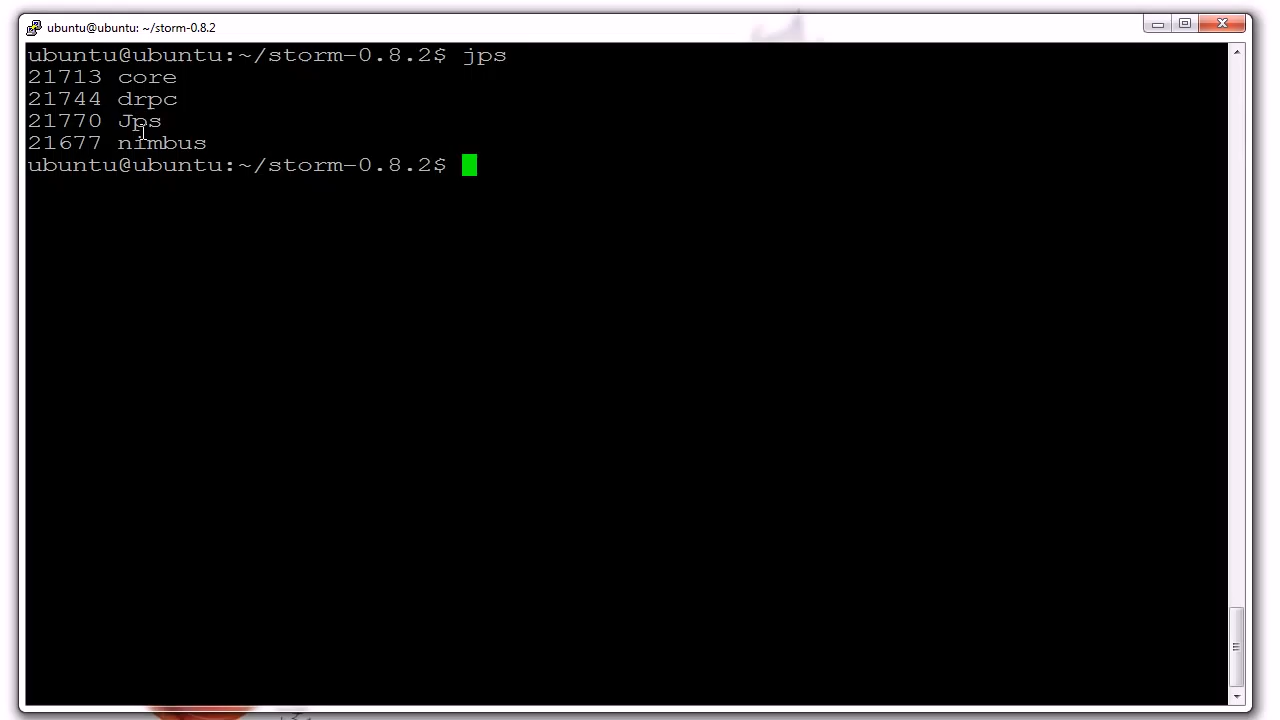 ubuntu@ubuntu: ~/storm-0.8.2
ubuntu@ubuntu:~/storm-0.8.2$ jps
21713 core
21744 drpc
21770 Jps
21677 nimbus
ubuntu@ubuntu:~/storm-0.8.2$